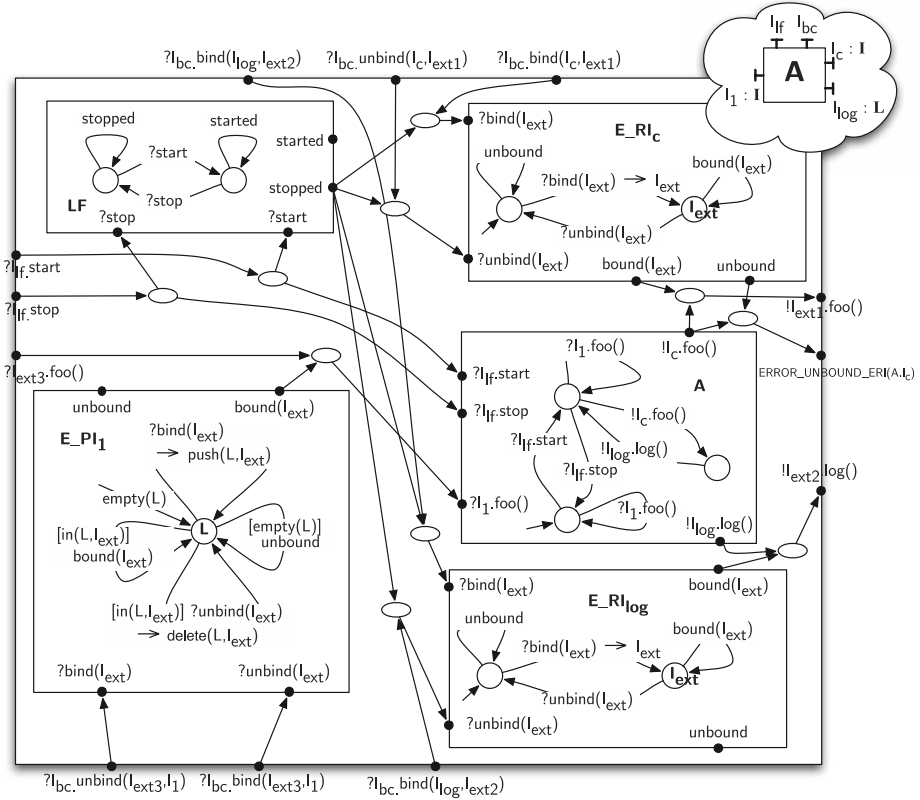 I_lf I_bc
A
I_c : I
I_1 : I
I_log : L
?I_bc.bind(I_log,I_ext2)
?I_bc.unbind(I_c,I_ext1)
?I_bc.bind(I_c,I_ext1)
stopped
started
?start
?stop
LF
started
stopped
?stop
?start
?bind(I_ext)
E_RI_c
unbound
?bind(I_ext) → I_ext
bound(I_ext)
I_ext
?unbind(I_ext)
?unbind(I_ext)
bound(I_ext)
unbound
?I_lf.start
?I_lf.stop
?I_ext3.foo()
!I_ext1.foo()
ERROR_UNBOUND_ERI(A.I_c)
!I_c.foo()
A
?I_lf.start
?I_lf.stop
?I_1.foo()
?I_1.foo()
!I_c.foo()
!I_log.log()
?I_lf.start
?I_lf.stop
?I_1.foo()
!I_log.log()
!I_ext2.log()
unbound
bound(I_ext)
E_PI_1
?bind(I_ext)
→ push(L,I_ext)
empty(L)
L
[in(L,I_ext)]
bound(I_ext)
[empty(L)]
unbound
[in(L,I_ext)] ?unbind(I_ext)
→ delete(L,I_ext)
?bind(I_ext)
?unbind(I_ext)
?bind(I_ext)
bound(I_ext)
E_RI_log
unbound
?bind(I_ext) → I_ext
bound(I_ext)
I_ext
?unbind(I_ext)
?unbind(I_ext)
unbound
?I_bc.unbind(I_ext3,I_1)
?I_bc.bind(I_ext3,I_1)
?I_bc.bind(I_log,I_ext2)